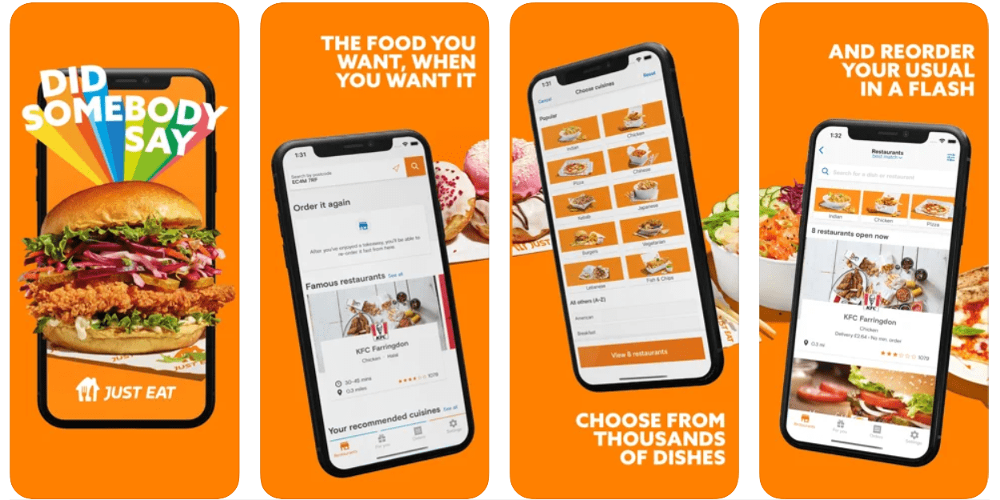 DID
SOMEBODY
SAY
JUST EAT
THE FOOD YOU
WANT, WHEN
YOU WANT IT
1:31
Search by postcode
EC4M 7RF
Order it again
After you've enjoyed a takeaway, you'll be able to
re-order it fast from here.
Famous restaurants See all
KFC
KFC Farringdon
Chicken · Halal
30-45 mins
0.3 miles
1079
Your recommended cuisines See all
Restaurants
For you
Orders
Settings
JUST
1:31
Cancel
Choose cuisines
Reset
Popular
Indian
Chicken
Pizza
Chinese
Kebab
Japanese
Burgers
Vegetarian
Lebanese
Fish & Chips
All others (A-Z)
American
Breakfast
View 8 restaurants
CHOOSE FROM
THOUSANDS
OF DISHES
AND REORDER
YOUR USUAL
IN A FLASH
1:32
Restaurants
Best match
Search for a dish or restaurant
Indian
Chicken
Pizza
8 restaurants open now
KFC
KFC Farringdon
Chicken
Delivery £2.64 • No min. order
0.3 mi
1079
Restaurants
For you
Orders
Settings